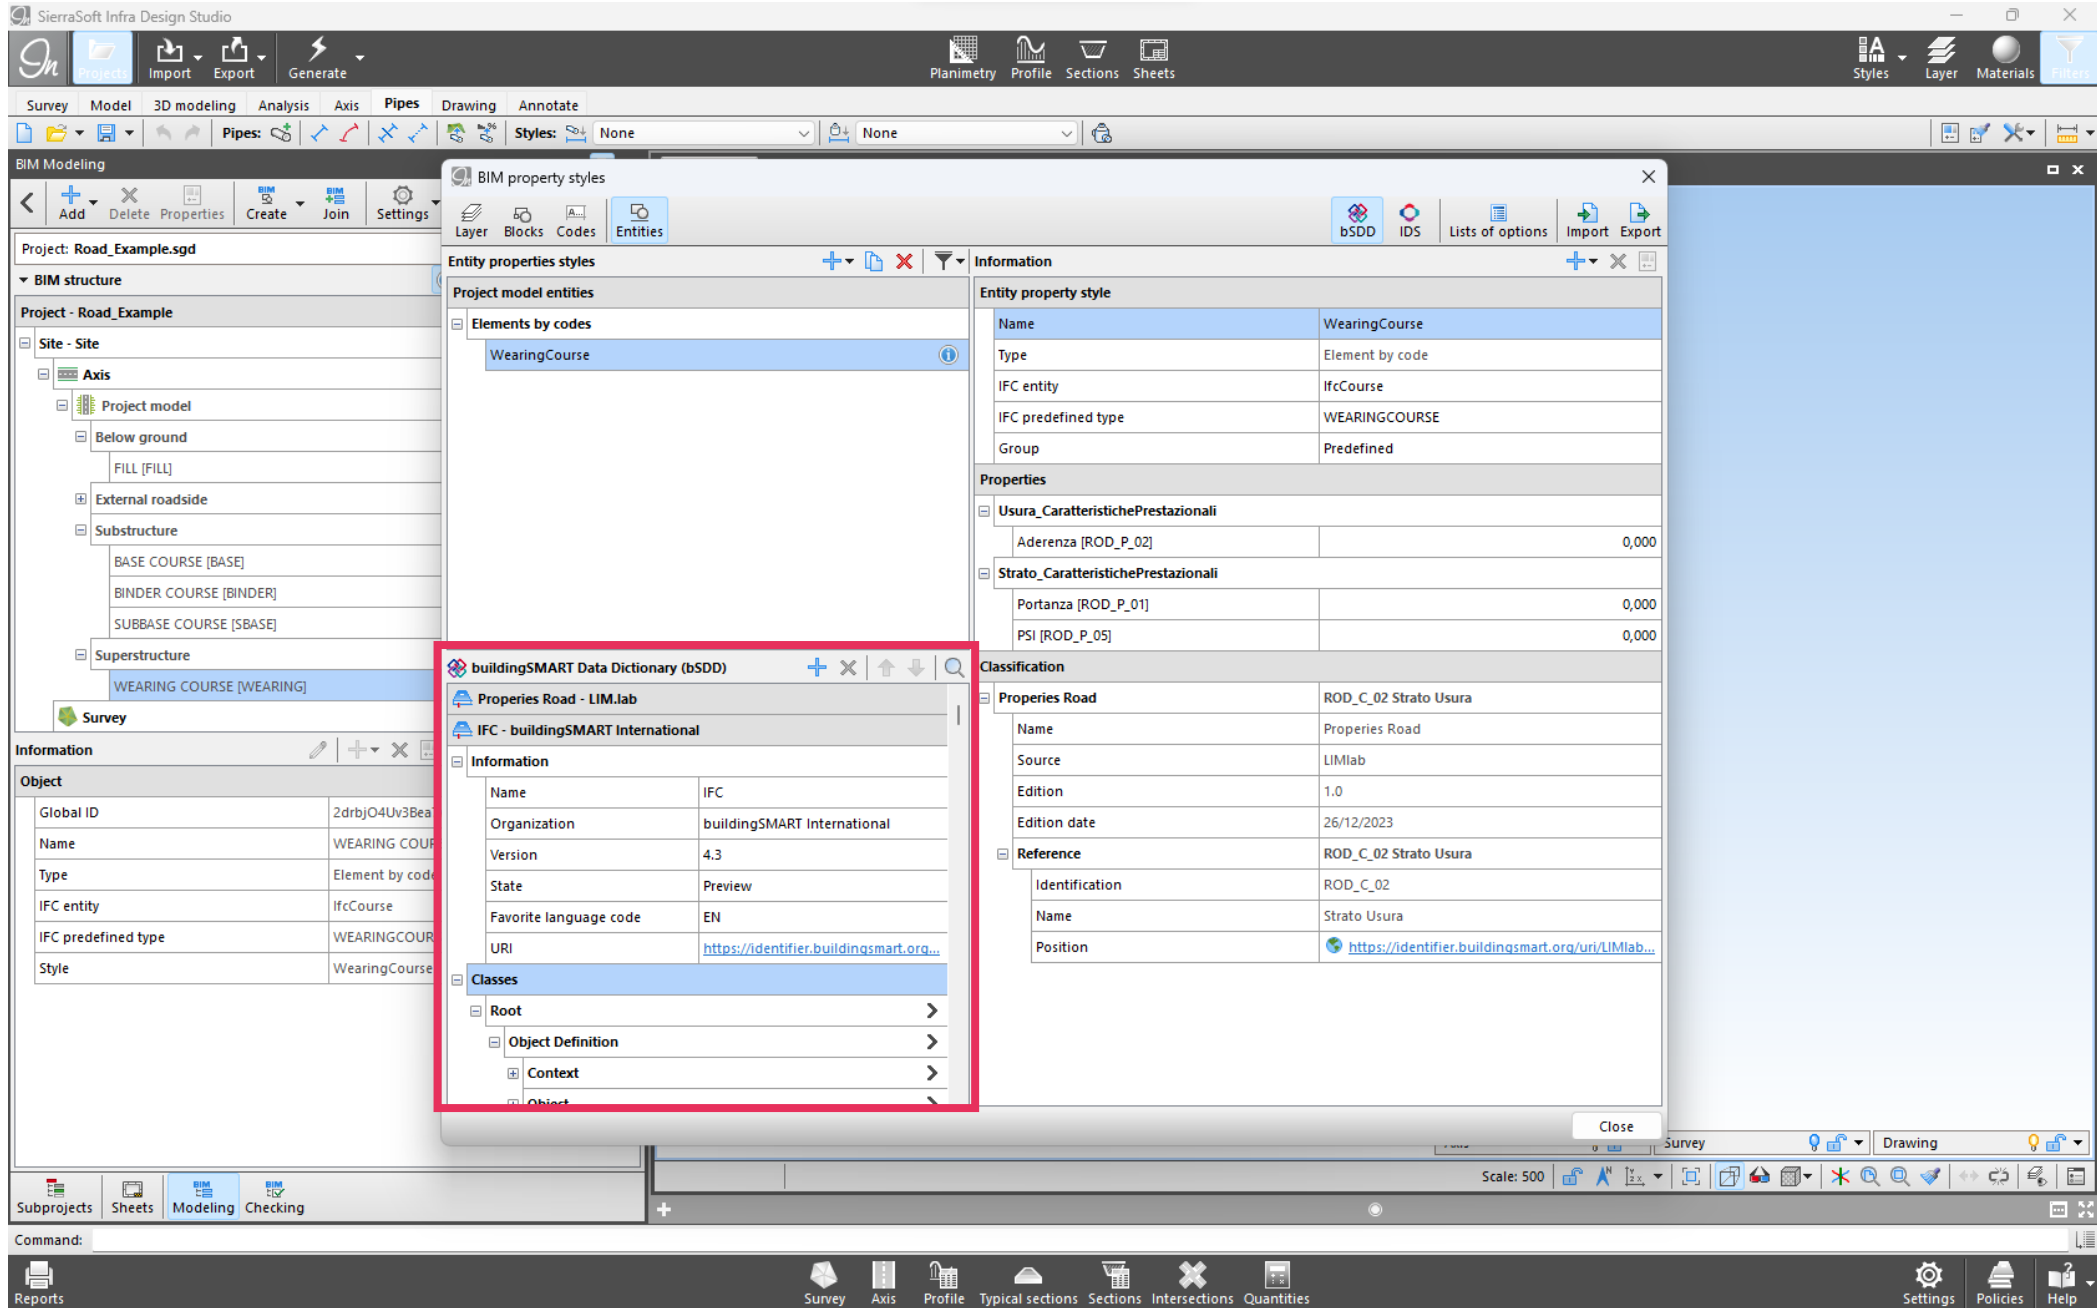 SierraSoft Infra Design Studio
Projects Import Export Generate
Planimetry Profile Sections Sheets
Styles Layer Materials Filters
Survey Model 3D modeling Analysis Axis Pipes Drawing Annotate
Pipes: Styles: None None
BIM Modeling
Add Delete Properties Create Join Settings
Project: Road_Example.sgd
BIM structure
Project - Road_Example
Site - Site
Axis
Project model
Below ground
FILL [FILL]
External roadside
Substructure
BASE COURSE [BASE]
BINDER COURSE [BINDER]
SUBBASE COURSE [SBASE]
Superstructure
WEARING COURSE [WEARING]
Survey
Information
Object
Global ID 2drbjO4Uv3Bea
Name WEARING COUR
Type Element by code
IFC entity IfcCourse
IFC predefined type WEARINGCOUR
Style WearingCourse
Subprojects Sheets Modeling Checking
BIM property styles
Layer Blocks Codes Entities
bSDD IDS Lists of options Import Export
Entity properties styles
Project model entities
Elements by codes
WearingCourse
buildingSMART Data Dictionary (bSDD)
Properies Road - LIM.lab
IFC - buildingSMART International
Information
Name IFC
Organization buildingSMART International
Version 4.3
State Preview
Favorite language code EN
URI https://identifier.buildingsmart.org...
Classes
Root
Object Definition
Context
Object
Information
Entity property style
Name WearingCourse
Type Element by code
IFC entity IfcCourse
IFC predefined type WEARINGCOURSE
Group Predefined
Properties
Usura_CaratteristichePrestazionali
Aderenza [ROD_P_02] 0,000
Strato_CaratteristichePrestazionali
Portanza [ROD_P_01] 0,000
PSI [ROD_P_05] 0,000
Classification
Properies Road ROD_C_02 Strato Usura
Name Properies Road
Source LIMlab
Edition 1.0
Edition date 26/12/2023
Reference ROD_C_02 Strato Usura
Identification ROD_C_02
Name Strato Usura
Position https://identifier.buildingsmart.org/uri/LIMlab...
Close
Survey Drawing
Scale: 500
Command:
Reports
Survey Axis Profile Typical sections Sections Intersections Quantities
Settings Policies Help